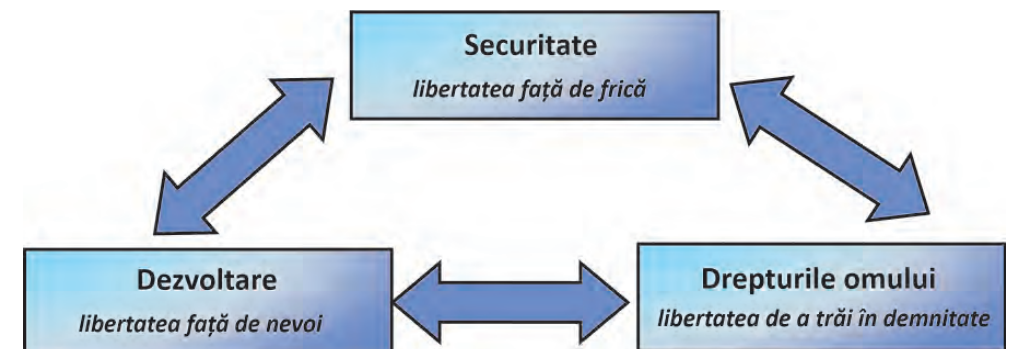 Securitate
libertatea față de frică
Dezvoltare
libertatea față de nevoi
Drepturile omului
libertatea de a trăi în demnitate